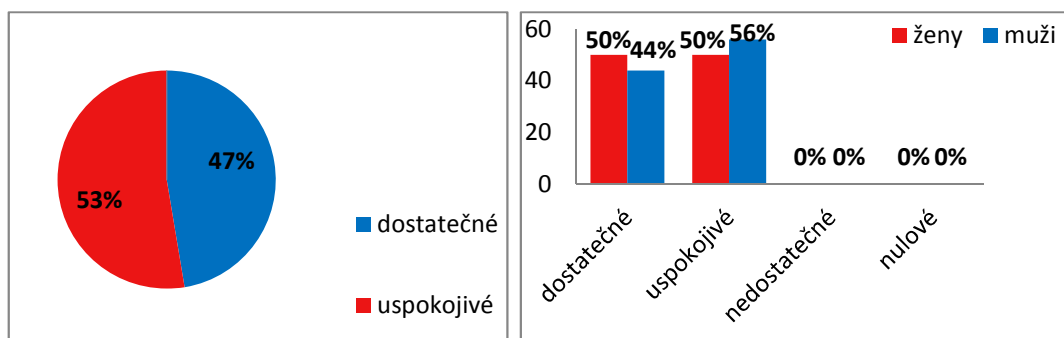 47%
53%
dostatečné
uspokojivé
ženy muži
60
40
20
0
50% 44% 50% 56% 0% 0% 0% 0%
dostatečné
uspokojivé
nedostatečné
nulové